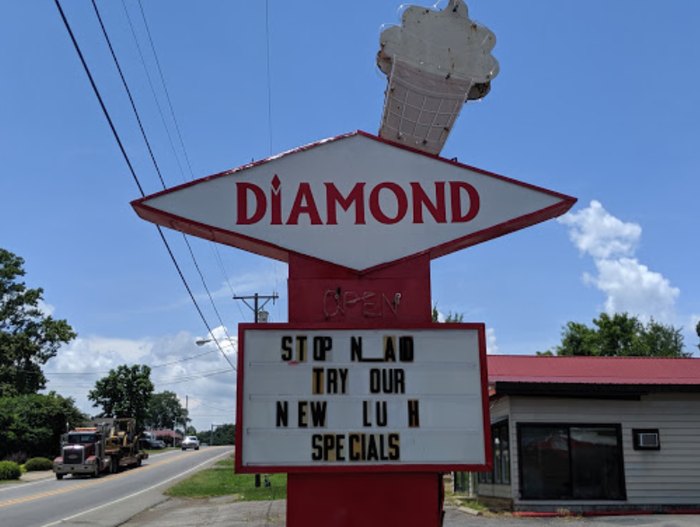 DIAMOND
OPEN
STOP N AD
TRY OUR
NEW LU H
SPECIALS